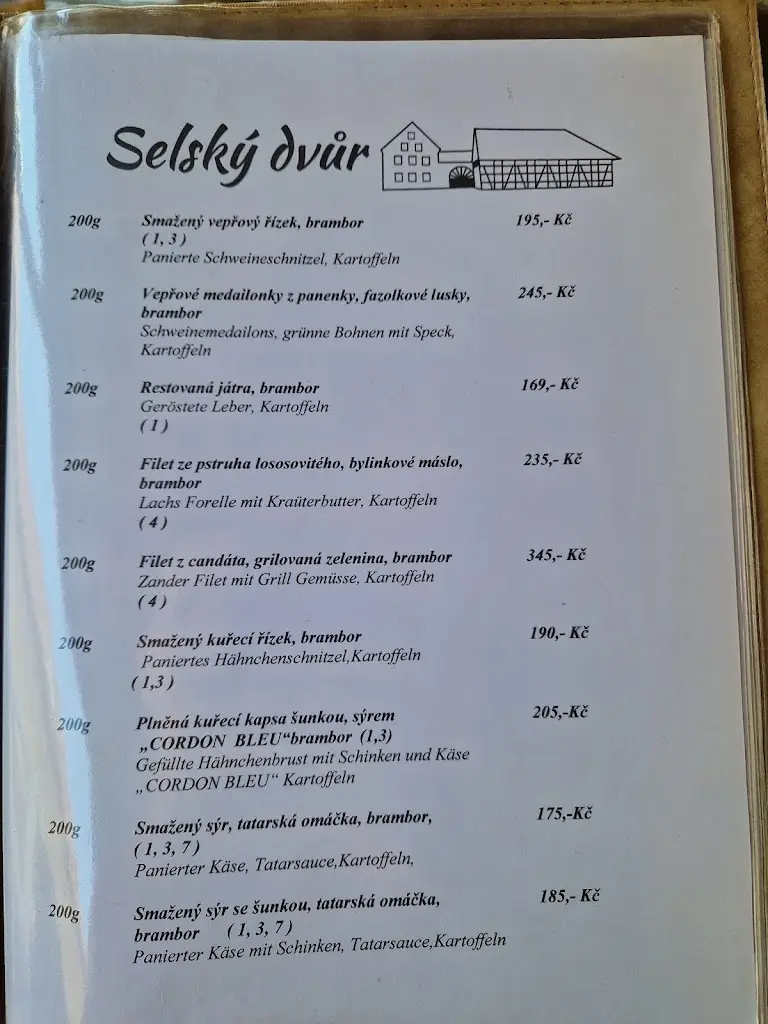 Selský dvůr
200g Smažený vepřový řízek, brambor 195,- Kč
( 1, 3 )
Panierte Schweineschnitzel, Kartoffeln
200g Vepřové medailonky z panenky, fazolkové lusky, 245,- Kč
brambor
Schweinemedailons, grünne Bohnen mit Speck,
Kartoffeln
200g Restovaná játra, brambor 169,- Kč
Geröstete Leber, Kartoffeln
( 1 )
200g Filet ze pstruha lososovitého, bylinkové máslo, 235,- Kč
brambor
Lachs Forelle mit Kraüterbutter, Kartoffeln
( 4 )
200g Filet z candáta, grilovaná zelenina, brambor 345,- Kč
Zander Filet mit Grill Gemüsse, Kartoffeln
( 4 )
200g Smažený kuřecí řízek, brambor 190,- Kč
Paniertes Hähnchenschnitzel,Kartoffeln
( 1,3 )
200g Plněná kuřecí kapsa šunkou, sýrem 205,-Kč
„CORDON BLEU“brambor (1,3)
Gefüllte Hähnchenbrust mit Schinken und Käse
„CORDON BLEU“ Kartoffeln
200g Smažený sýr, tatarská omáčka, brambor, 175,-Kč
( 1, 3, 7 )
Panierter Käse, Tatarsauce,Kartoffeln,
200g Smažený sýr se šunkou, tatarská omáčka, 185,- Kč
brambor ( 1, 3, 7 )
Panierter Käse mit Schinken, Tatarsauce,Kartoffeln